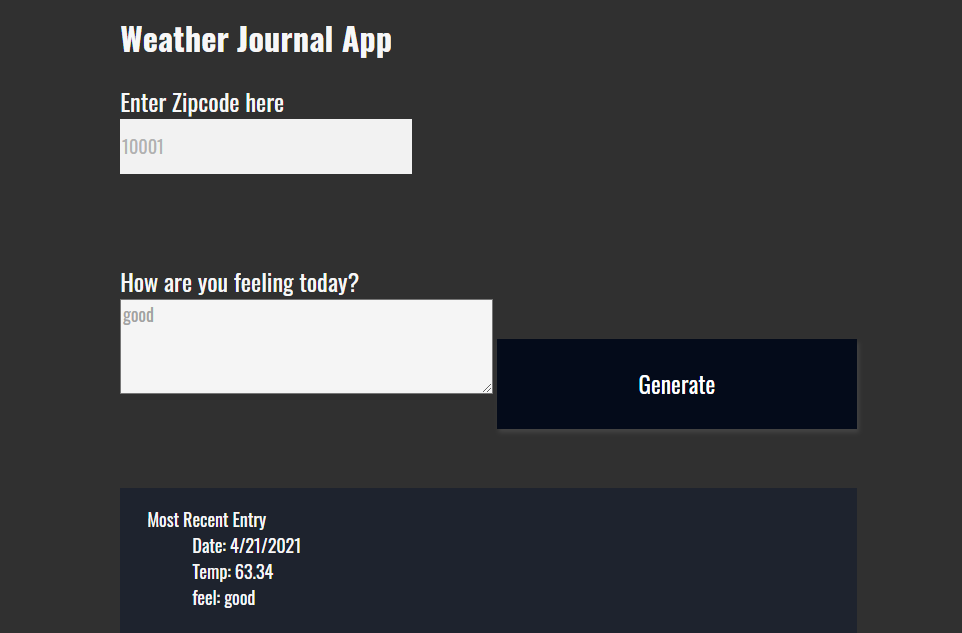 Weather Journal App
Enter Zipcode here
10001
How are you feeling today?
good
Generate
Most Recent Entry
Date: 4/21/2021
Temp: 63.34
feel: good